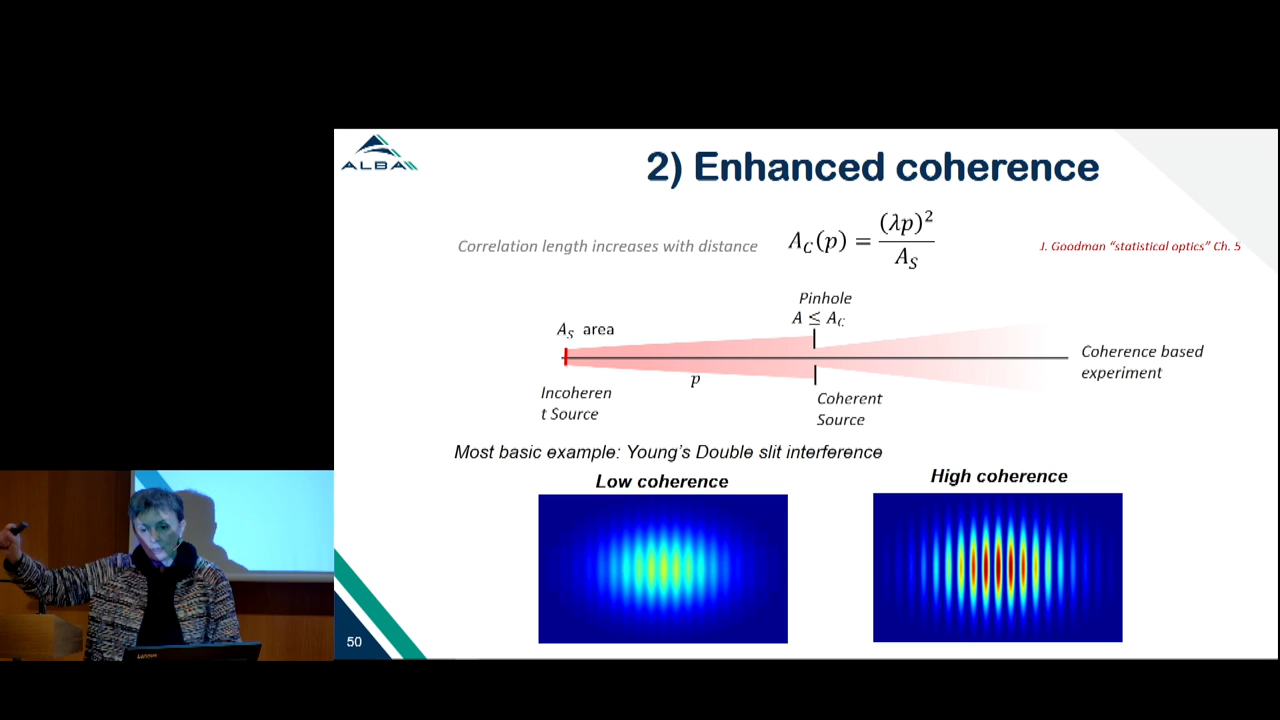 ALBA
2) Enhanced coherence
Correlation length increases with distance
A_C(p) = (λp)² / A_S
J. Goodman "statistical optics" Ch. 5
Pinhole
A ≤ A_C
A_S area
p
Incoheren
t Source
Coherent
Source
Coherence based
experiment
Most basic example: Young's Double slit interference
Low coherence
High coherence
50
Lenovo